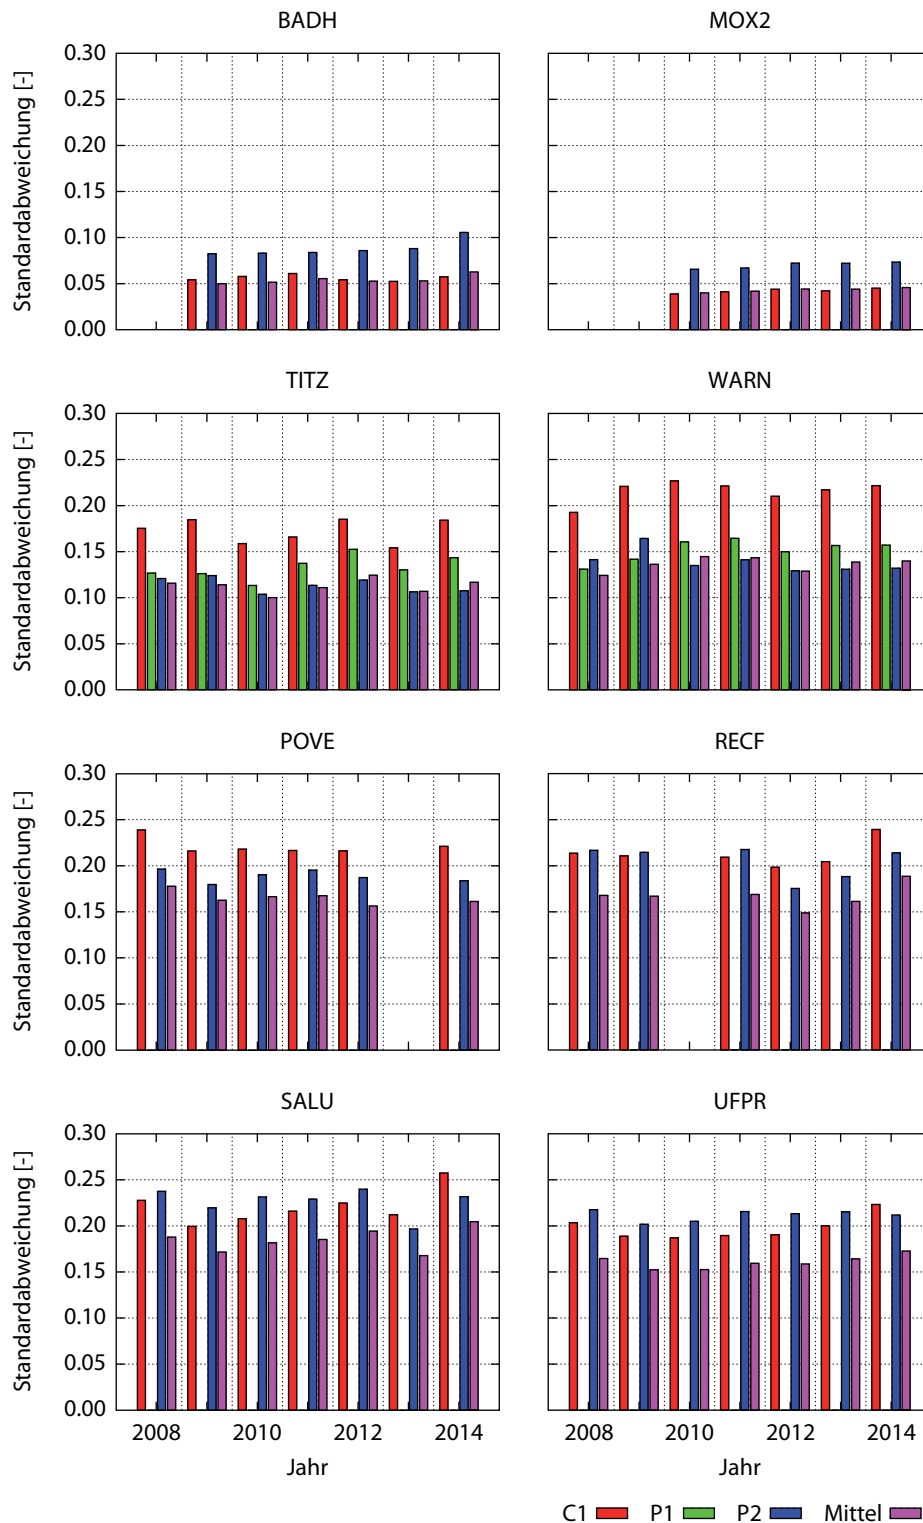 BADH MOX2
0.30
0.25
0.20
0.15
0.10
0.05
0.00
Standardabweichung [-]
TITZ WARN
0.30
0.25
0.20
0.15
0.10
0.05
0.00
Standardabweichung [-]
POVE RECF
0.30
0.25
0.20
0.15
0.10
0.05
0.00
Standardabweichung [-]
SALU UFPR
0.30
0.25
0.20
0.15
0.10
0.05
0.00
Standardabweichung [-]
2008 2010 2012 2014 2008 2010 2012 2014
Jahr Jahr
C1 P1 P2 Mittel